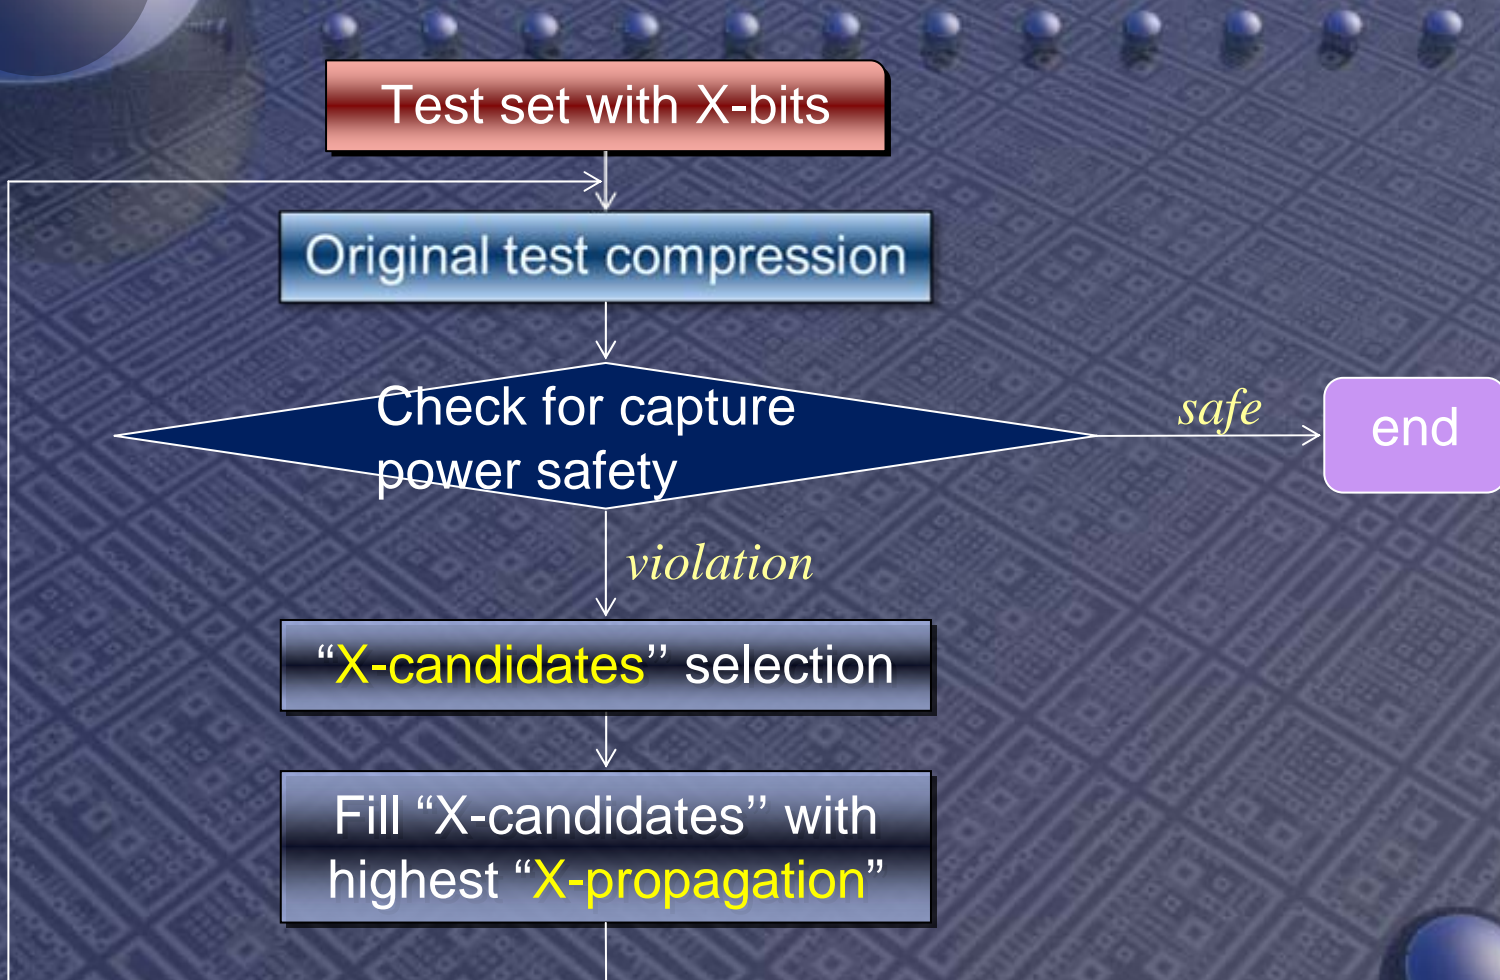 Test set with X-bits
Original test compression
Check for capture
power safety
safe
end
violation
“X-candidates’’ selection
Fill “X-candidates’’ with
highest “X-propagation”